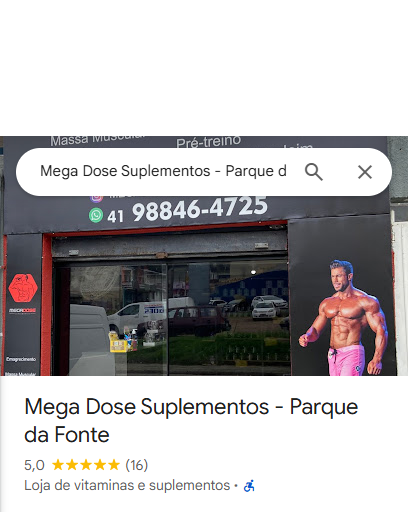 Massa Muscular
Pré-treino
Mega Dose Suplementos - Parque d
41 98846-4725
MEGADOSE
Emagrecimento
Massa Muscular
Mega Dose Suplementos - Parque
da Fonte
5,0 (16)
Loja de vitaminas e suplementos ·